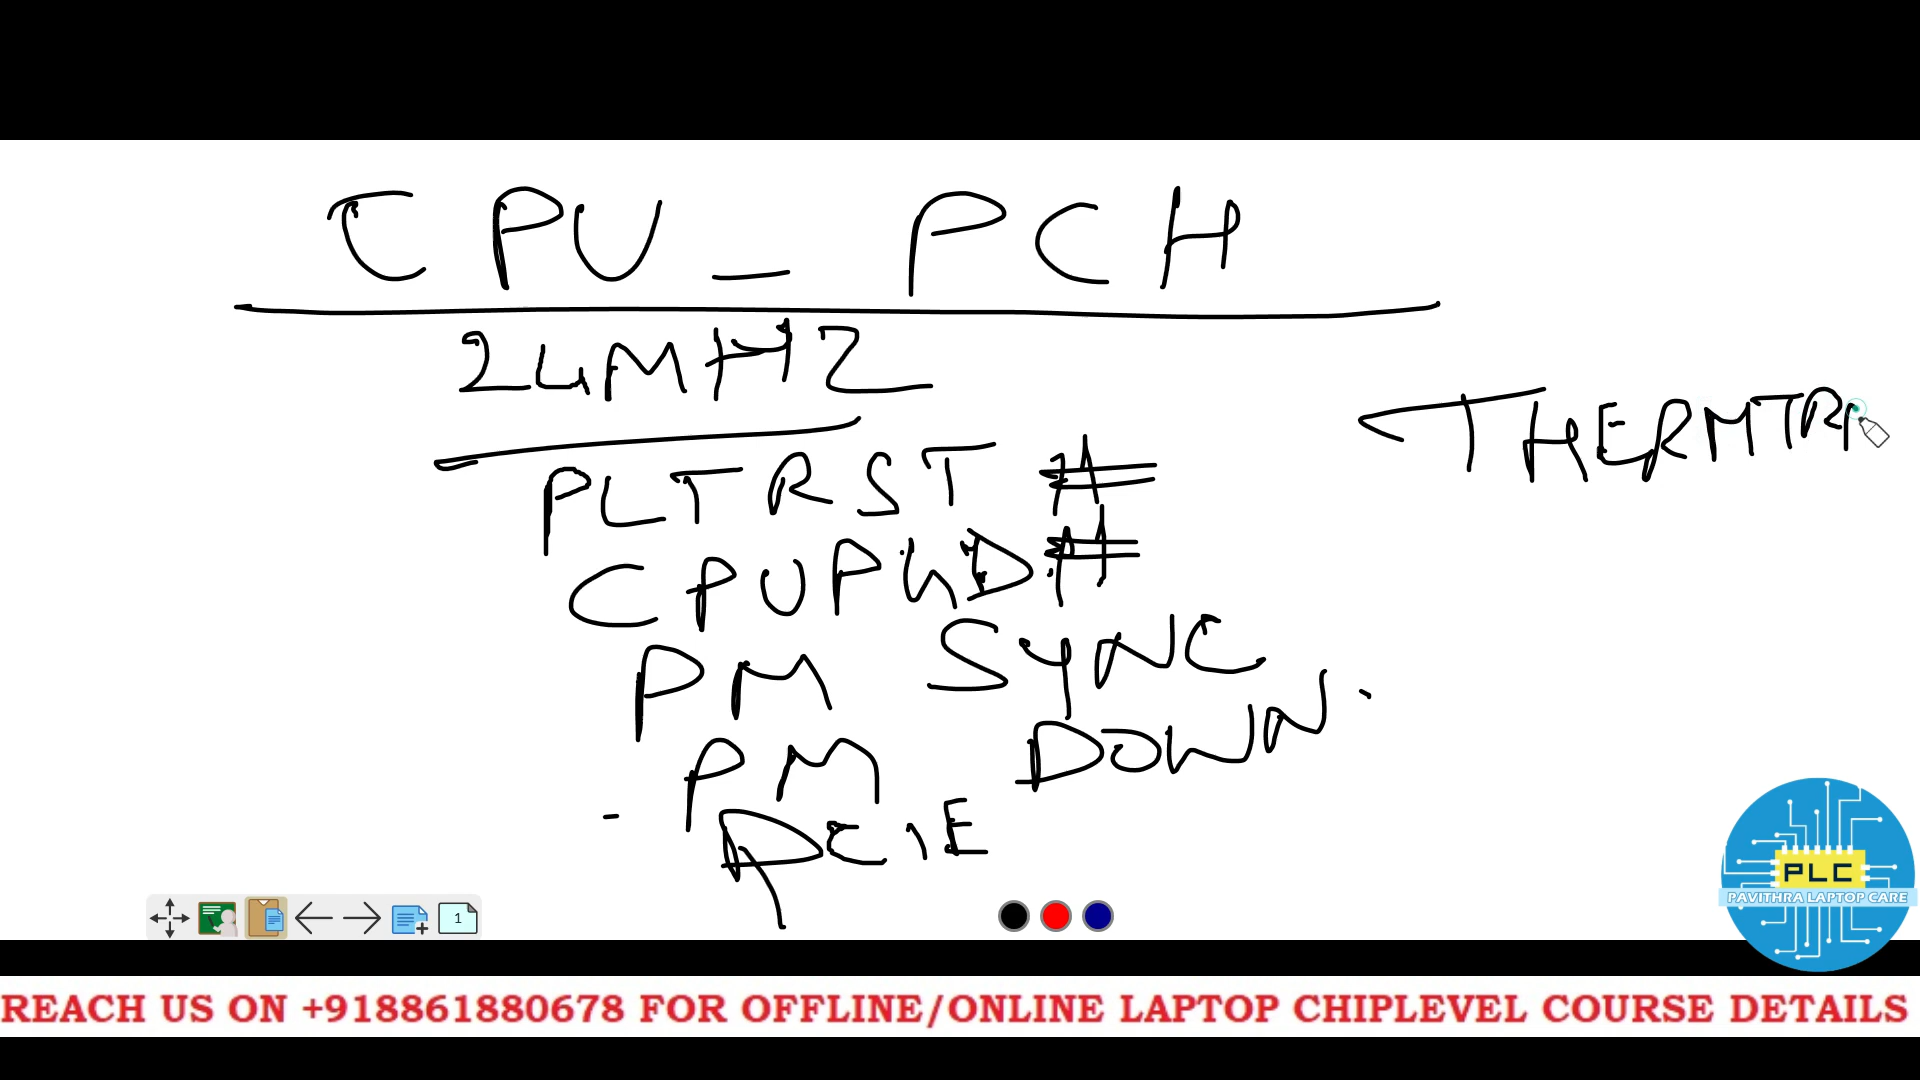 CPU_ PCH
24MHZ
THERMTRI
PLTRST #
CPUPWD#
PM SYNC
PM DOWN.
PCIE
1
PLC
PAVITHRA LAPTOP CARE
REACH US ON +918861880678 FOR OFFLINE/ONLINE LAPTOP CHIPLEVEL COURSE DETAILS